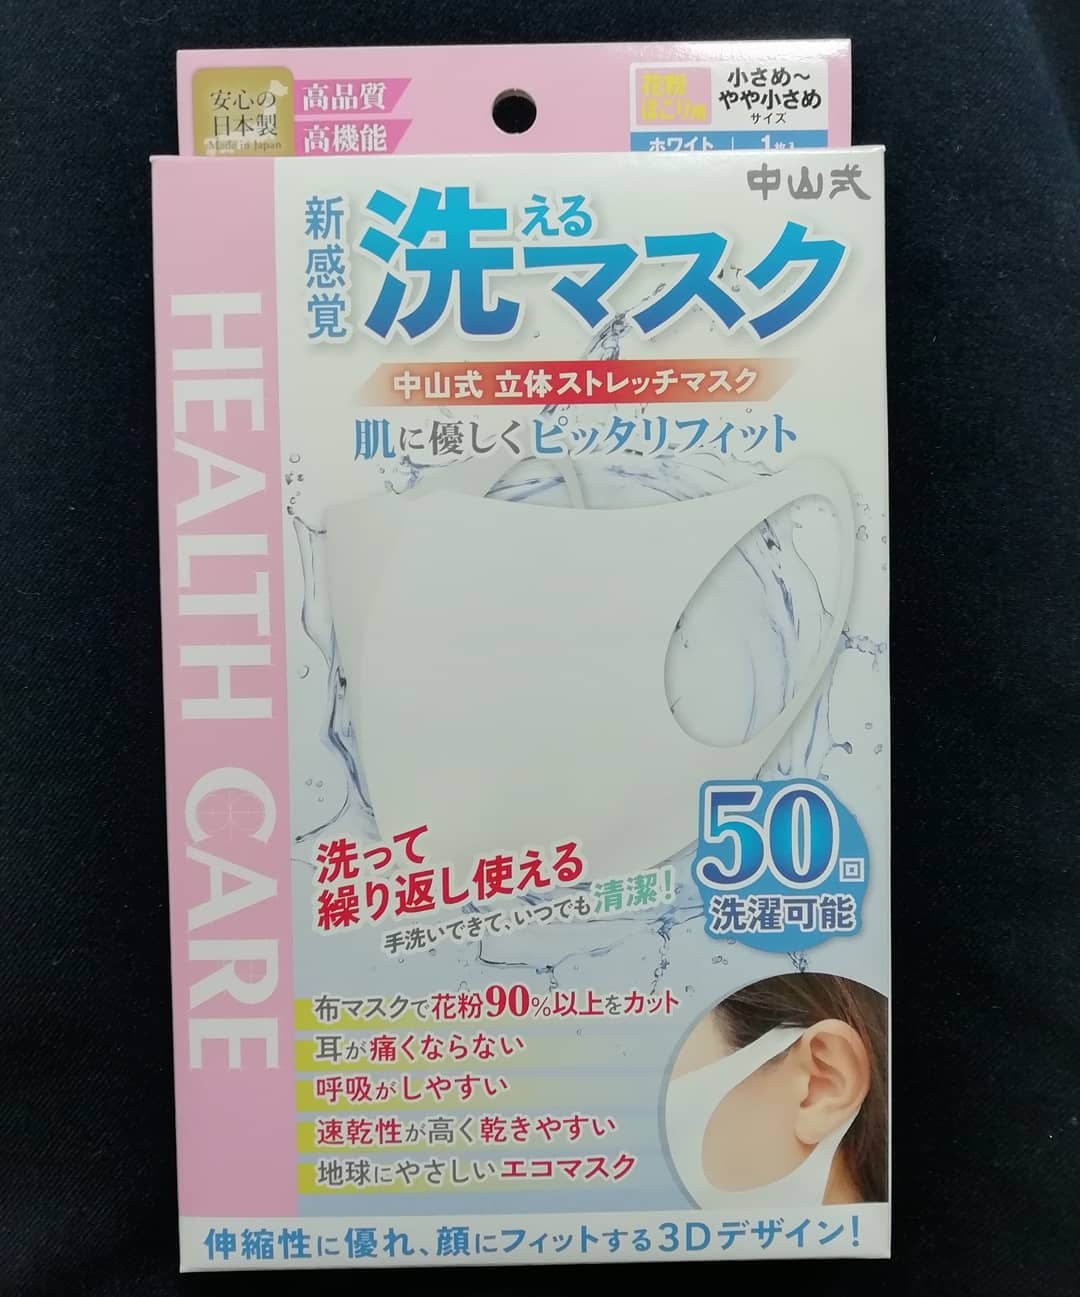 安心の
日本製
Made in Japan
高品質
高機能
花粉
ほこり用
小さめ～
やや小さめ
サイズ
ホワイト
1枚入
中山式
新感覚
洗えるマスク
中山式 立体ストレッチマスク
肌に優しくピッタリフィット
HEALTH CARE
洗って
繰り返し使える
手洗いできて、いつでも清潔！
50回
洗濯可能
布マスクで花粉90%以上をカット
耳が痛くならない
呼吸がしやすい
速乾性が高く乾きやすい
地球にやさしいエコマスク
伸縮性に優れ、顔にフィットする3Dデザイン！